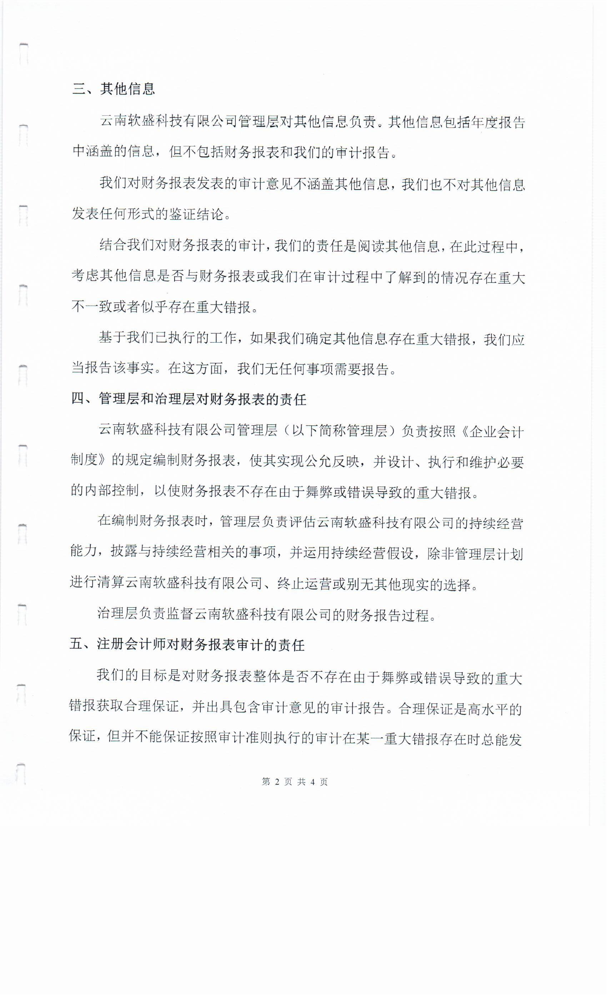 三、其他信息
云南软盛科技有限公司管理层对其他信息负责。其他信息包括年度报告
中涵盖的信息，但不包括财务报表和我们的审计报告。
我们对财务报表发表的审计意见不涵盖其他信息，我们也不对其他信息
发表任何形式的鉴证结论。
结合我们对财务报表的审计，我们的责任是阅读其他信息，在此过程中，
考虑其他信息是否与财务报表或我们在审计过程中了解到的情况存在重大
不一致或者似乎存在重大错报。
基于我们已执行的工作，如果我们确定其他信息存在重大错报，我们应
当报告该事实。在这方面，我们无任何事项需要报告。
四、管理层和治理层对财务报表的责任
云南软盛科技有限公司管理层（以下简称管理层）负责按照《企业会计
制度》的规定编制财务报表，使其实现公允反映，并设计、执行和维护必要
的内部控制，以使财务报表不存在由于舞弊或错误导致的重大错报。
在编制财务报表时，管理层负责评估云南软盛科技有限公司的持续经营
能力，披露与持续经营相关的事项，并运用持续经营假设，除非管理层计划
进行清算云南软盛科技有限公司、终止运营或别无其他现实的选择。
治理层负责监督云南软盛科技有限公司的财务报告过程。
五、注册会计师对财务报表审计的责任
我们的目标是对财务报表整体是否不存在由于舞弊或错误导致的重大
错报获取合理保证，并出具包含审计意见的审计报告。合理保证是高水平的
保证，但并不能保证按照审计准则执行的审计在某一重大错报存在时总能发
第 2 页 共 4 页